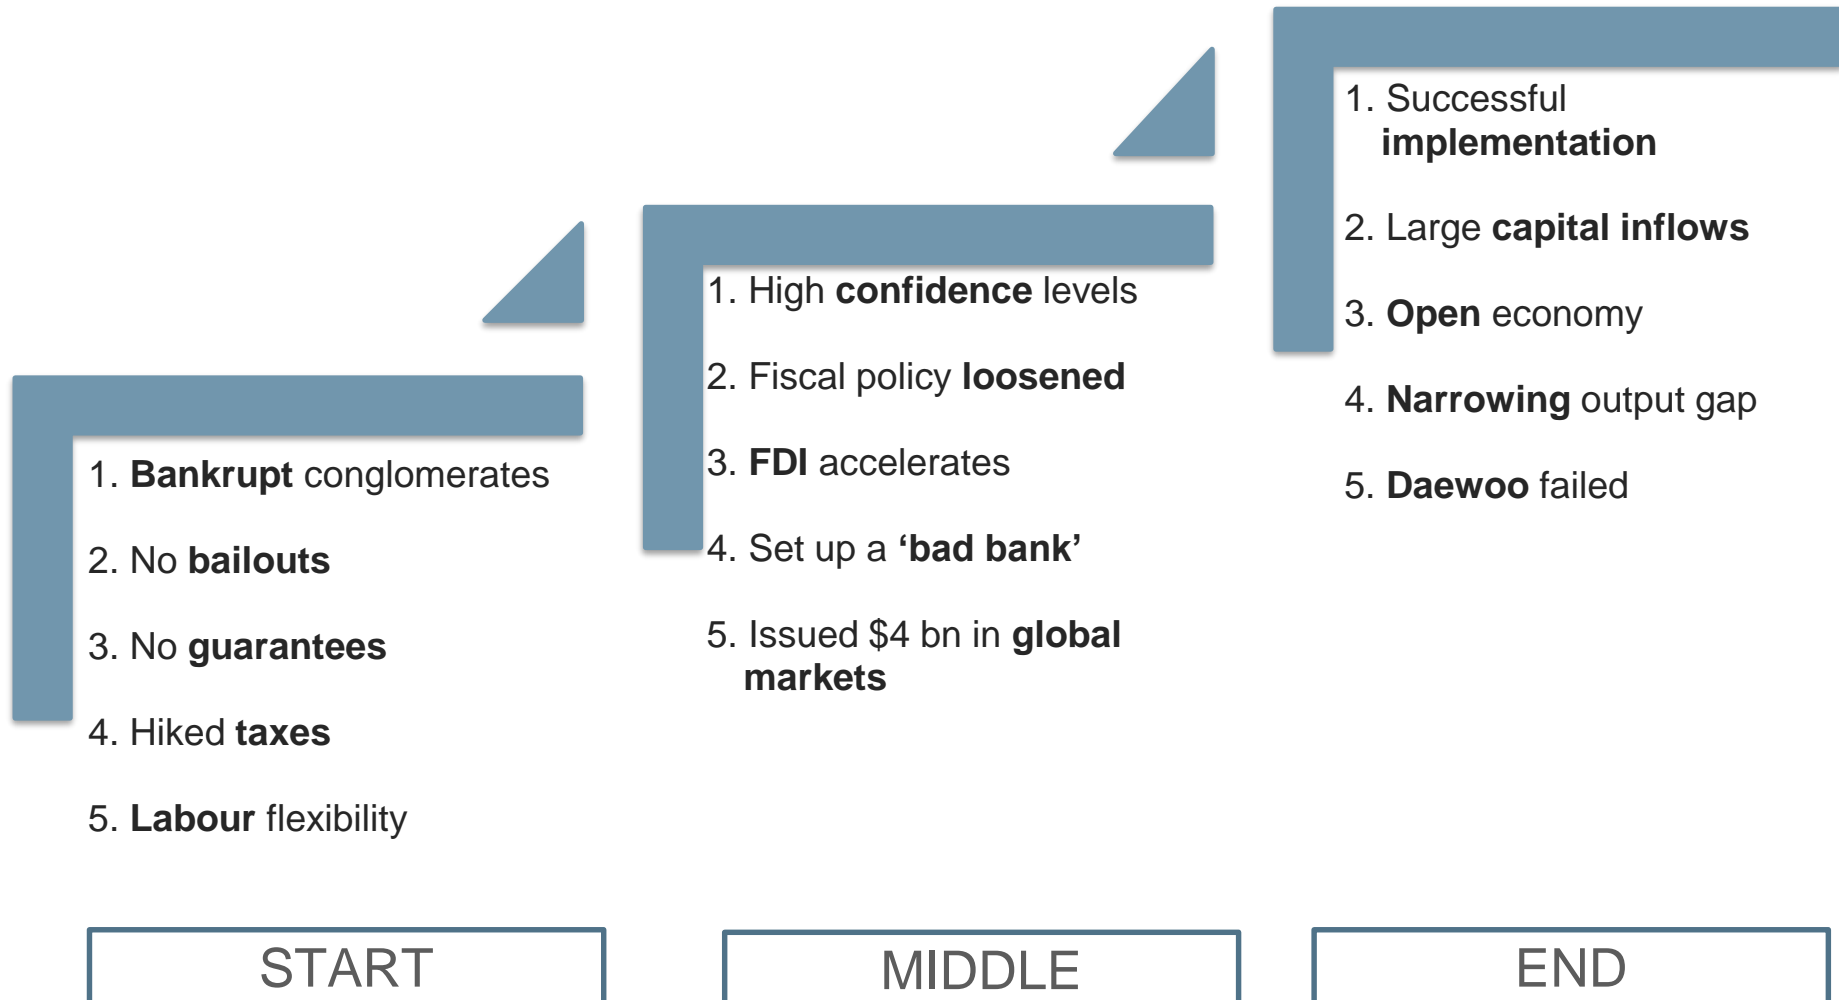 1. Bankrupt conglomerates
2. No bailouts
3. No guarantees
4. Hiked taxes
5. Labour flexibility
1. High confidence levels
2. Fiscal policy loosened
3. FDI accelerates
4. Set up a ‘bad bank’
5. Issued $4 bn in global
markets
1. Successful
implementation
2. Large capital inflows
3. Open economy
4. Narrowing output gap
5. Daewoo failed
START
MIDDLE
END